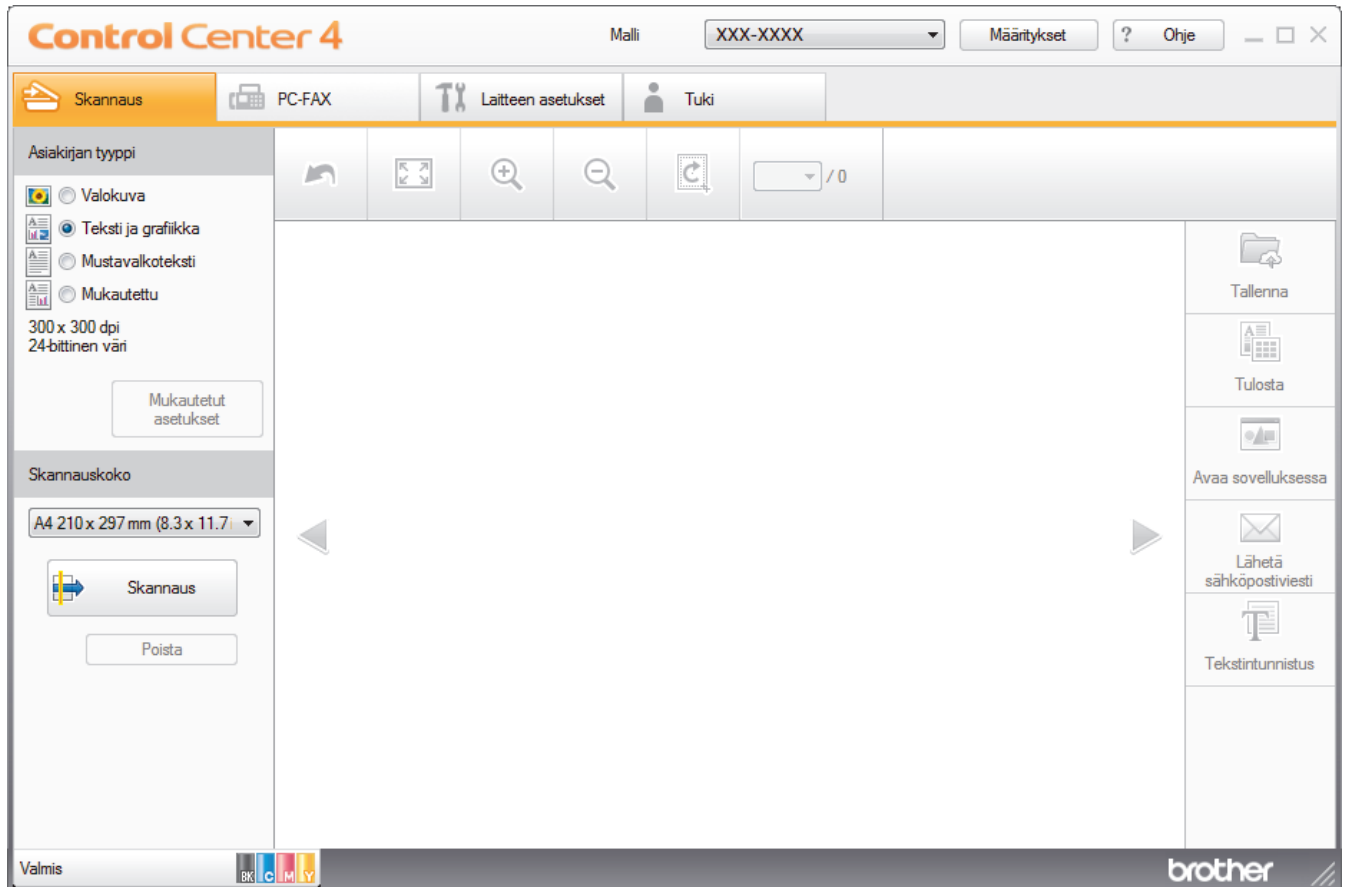 Control Center 4
Malli
XXX-XXXX
Määritykset
? Ohje
Skannaus
PC-FAX
Laitteen asetukset
Tuki
Asiakirjan tyyppi
/ 0
Valokuva
Teksti ja grafiikka
Mustavalkoteksti
Mukautettu
300 x 300 dpi
24-bittinen väri
Mukautetut
asetukset
Skannauskoko
A4 210 x 297 mm (8.3 x 11.7
Skannaus
Poista
Tallenna
Tulosta
Avaa sovelluksessa
Lähetä
sähköpostiviesti
Tekstintunnistus
Valmis
BK C M Y
brother